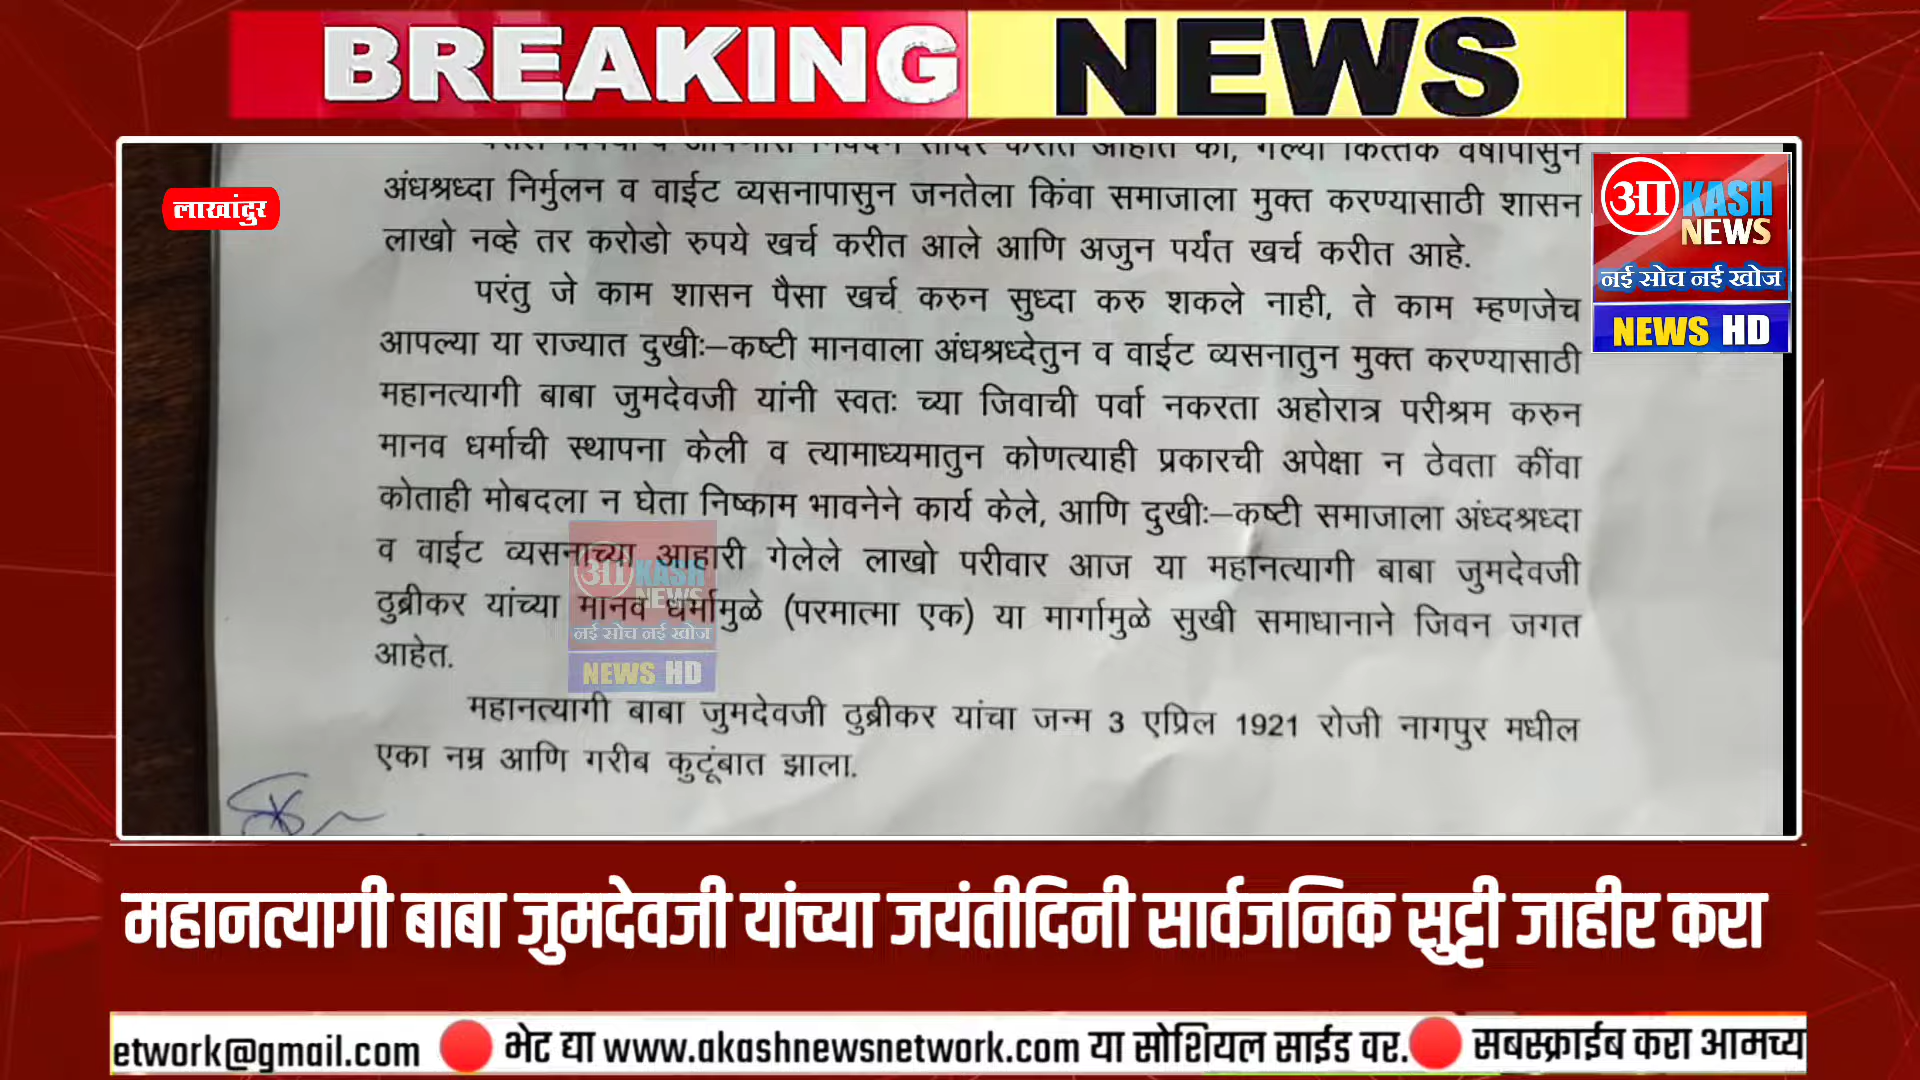 BREAKING NEWS
लाखांदुर
आKASH
NEWS
नई सोच नई खोज
NEWS HD
अंधश्रध्दा निर्मुलन व वाईट व्यसनापासुन जनतेला किंवा समाजाला मुक्त करण्यासाठी शासन
लाखो नव्हे तर करोडो रुपये खर्च करीत आले आणि अजुन पर्यंत खर्च करीत आहे.
परंतु जे काम शासन पैसा खर्च करुन सुध्दा करु शकले नाही, ते काम म्हणजेच
आपल्या या राज्यात दुखीः–कष्टी मानवाला अंधश्रध्देतुन व वाईट व्यसनातुन मुक्त करण्यासाठी
महानत्यागी बाबा जुमदेवजी यांनी स्वतः च्या जिवाची पर्वा नकरता अहोरात्र परीश्रम करुन
मानव धर्माची स्थापना केली व त्यामाध्यमातुन कोणत्याही प्रकारची अपेक्षा न ठेवता कींवा
कोताही मोबदला न घेता निष्काम भावनेने कार्य केले, आणि दुखीः–कष्टी समाजाला अंध्दश्रध्दा
व वाईट व्यसनाच्या आहारी गेलेले लाखो परीवार आज या महानत्यागी बाबा जुमदेवजी
ठुब्रीकर यांच्या मानव धर्मामुळे (परमात्मा एक) या मार्गामुळे सुखी समाधानाने जिवन जगत
आहेत.
आKASH
NEWS
नई सोच नई खोज
NEWS HD
महानत्यागी बाबा जुमदेवजी ठुब्रीकर यांचा जन्म 3 एप्रिल 1921 रोजी नागपुर मधील
एका नम्र आणि गरीब कुटूंबात झाला.
महानत्यागी बाबा जुमदेवजी यांच्या जयंतीदिनी सार्वजनिक सुट्टी जाहीर करा
etwork@gmail.com भेट द्या www.akashnewsnetwork.com या सोशियल साईड वर. सबस्क्राईब करा आमच्य